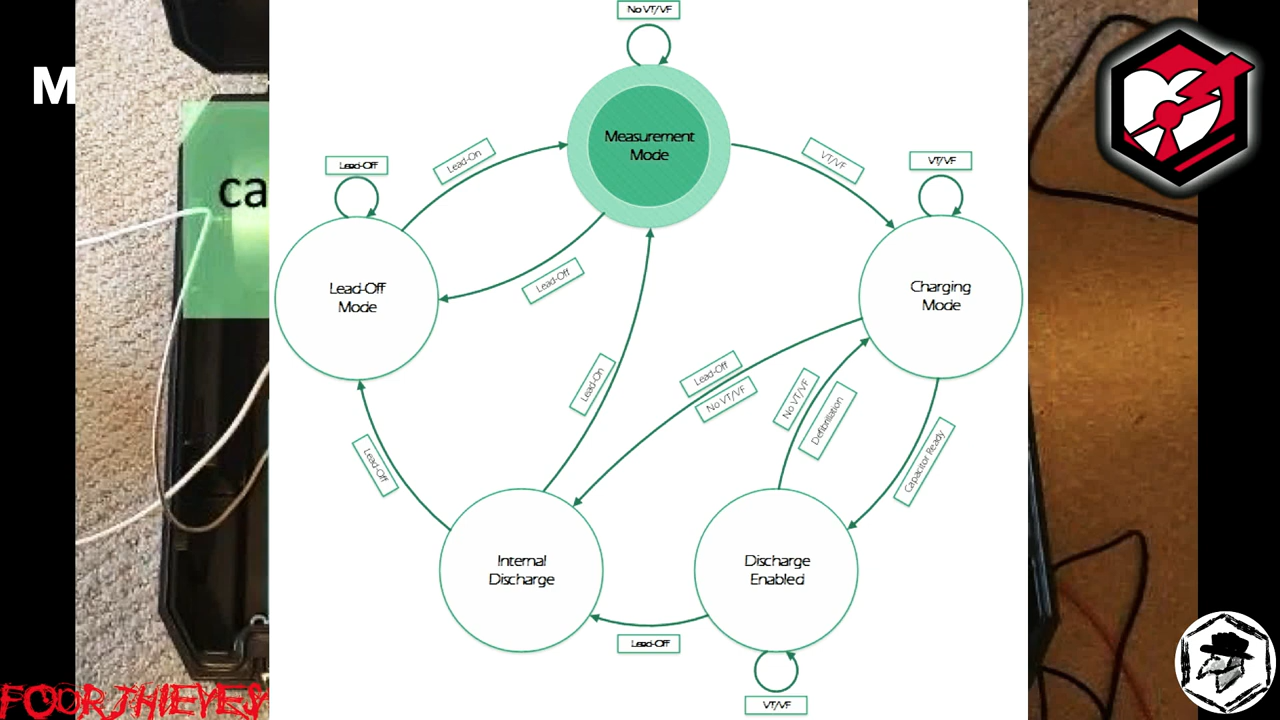 No VT/VF
M
Measurement
Mode
Lead-On
VT/VF
Lead-Off
VT/VF
ca
Lead-Off
Lead-Off
Mode
Charging
Mode
Lead-On
Lead-Off
No VT/VF
No VT/VF
Defibrillation
Lead-Off
Capacitor Ready
Internal
Discharge
Discharge
Enabled
Lead-Off
VT/VF